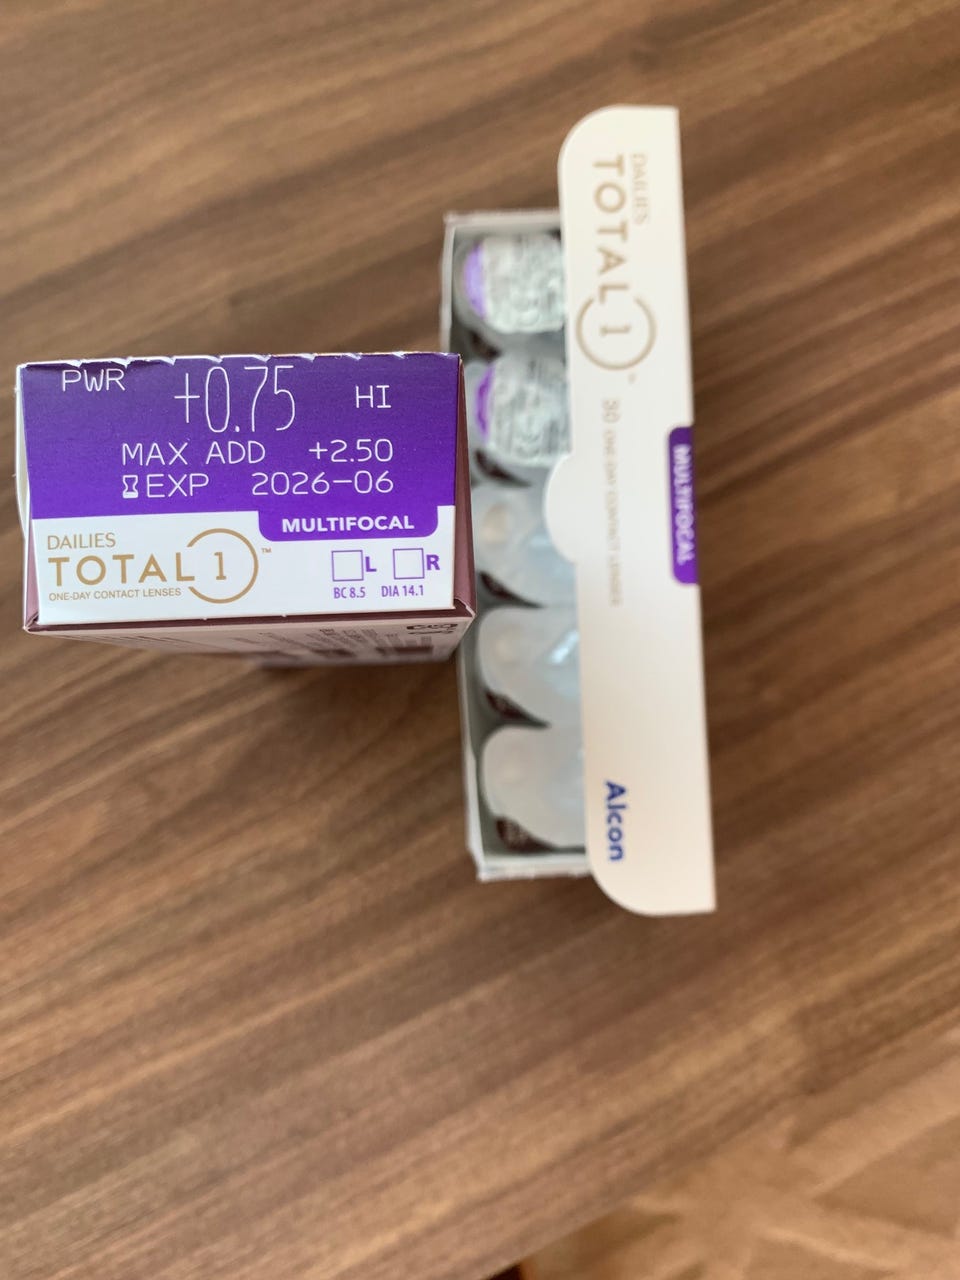 PWR +0.75 HI
MAX ADD +2.50
EXP 2026-06
MULTIFOCAL
DAILIES
TOTAL 1™
ONE-DAY CONTACT LENSES
L R
BC 8.5 DIA 14.1
DAILIES
TOTAL 1
30 ONE-DAY CONTACT LENSES
MULTIFOCAL
Alcon